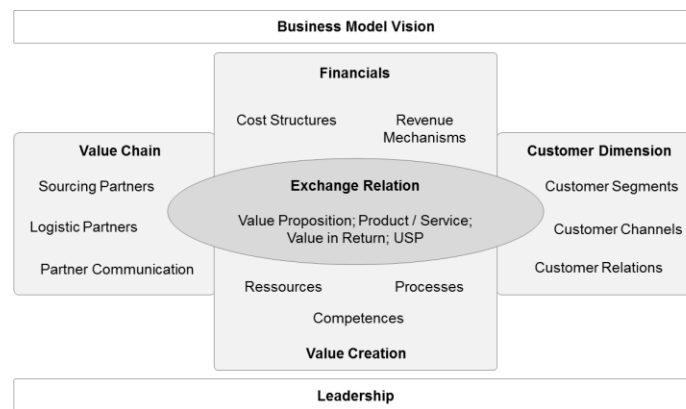 Business Model Vision
Financials
Cost Structures
Revenue
Mechanisms
Value Chain
Sourcing Partners
Logistic Partners
Partner Communication
Exchange Relation
Value Proposition; Product / Service;
Value in Return; USP
Customer Dimension
Customer Segments
Customer Channels
Customer Relations
Ressources
Processes
Competences
Value Creation
Leadership